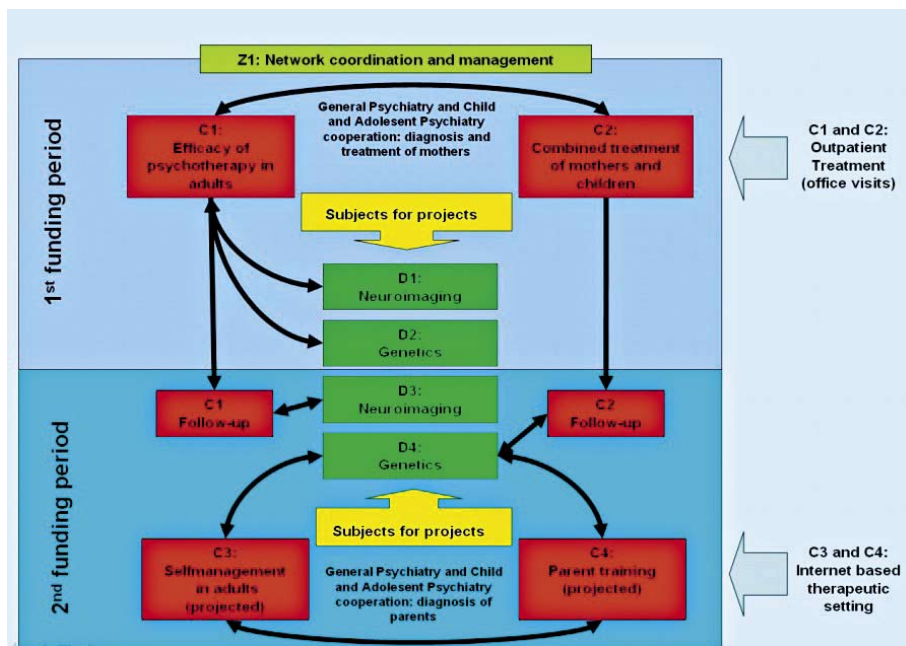 Z1: Network coordination and management
1st funding period
General Psychiatry and Child
and Adolesent Psychiatry
cooperation: diagnosis and
treatment of mothers
C1:
Efficacy of
psychotherapy in
adults
C2:
Combined treatment
of mothers and
children
C1 and C2:
Outpatient
Treatment
(office visits)
Subjects for projects
D1:
Neuroimaging
D2:
Genetics
2nd funding period
D3:
Neuroimaging
C1
Follow-up
C2
Follow-up
D4:
Genetics
Subjects for projects
C3:
Selfmanagement
in adults
(projected)
General Psychiatry and Child
and Adolesent Psychiatry
cooperation: diagnosis of
parents
C4:
Parent training
(projected)
C3 and C4:
Internet based
therapeutic
setting